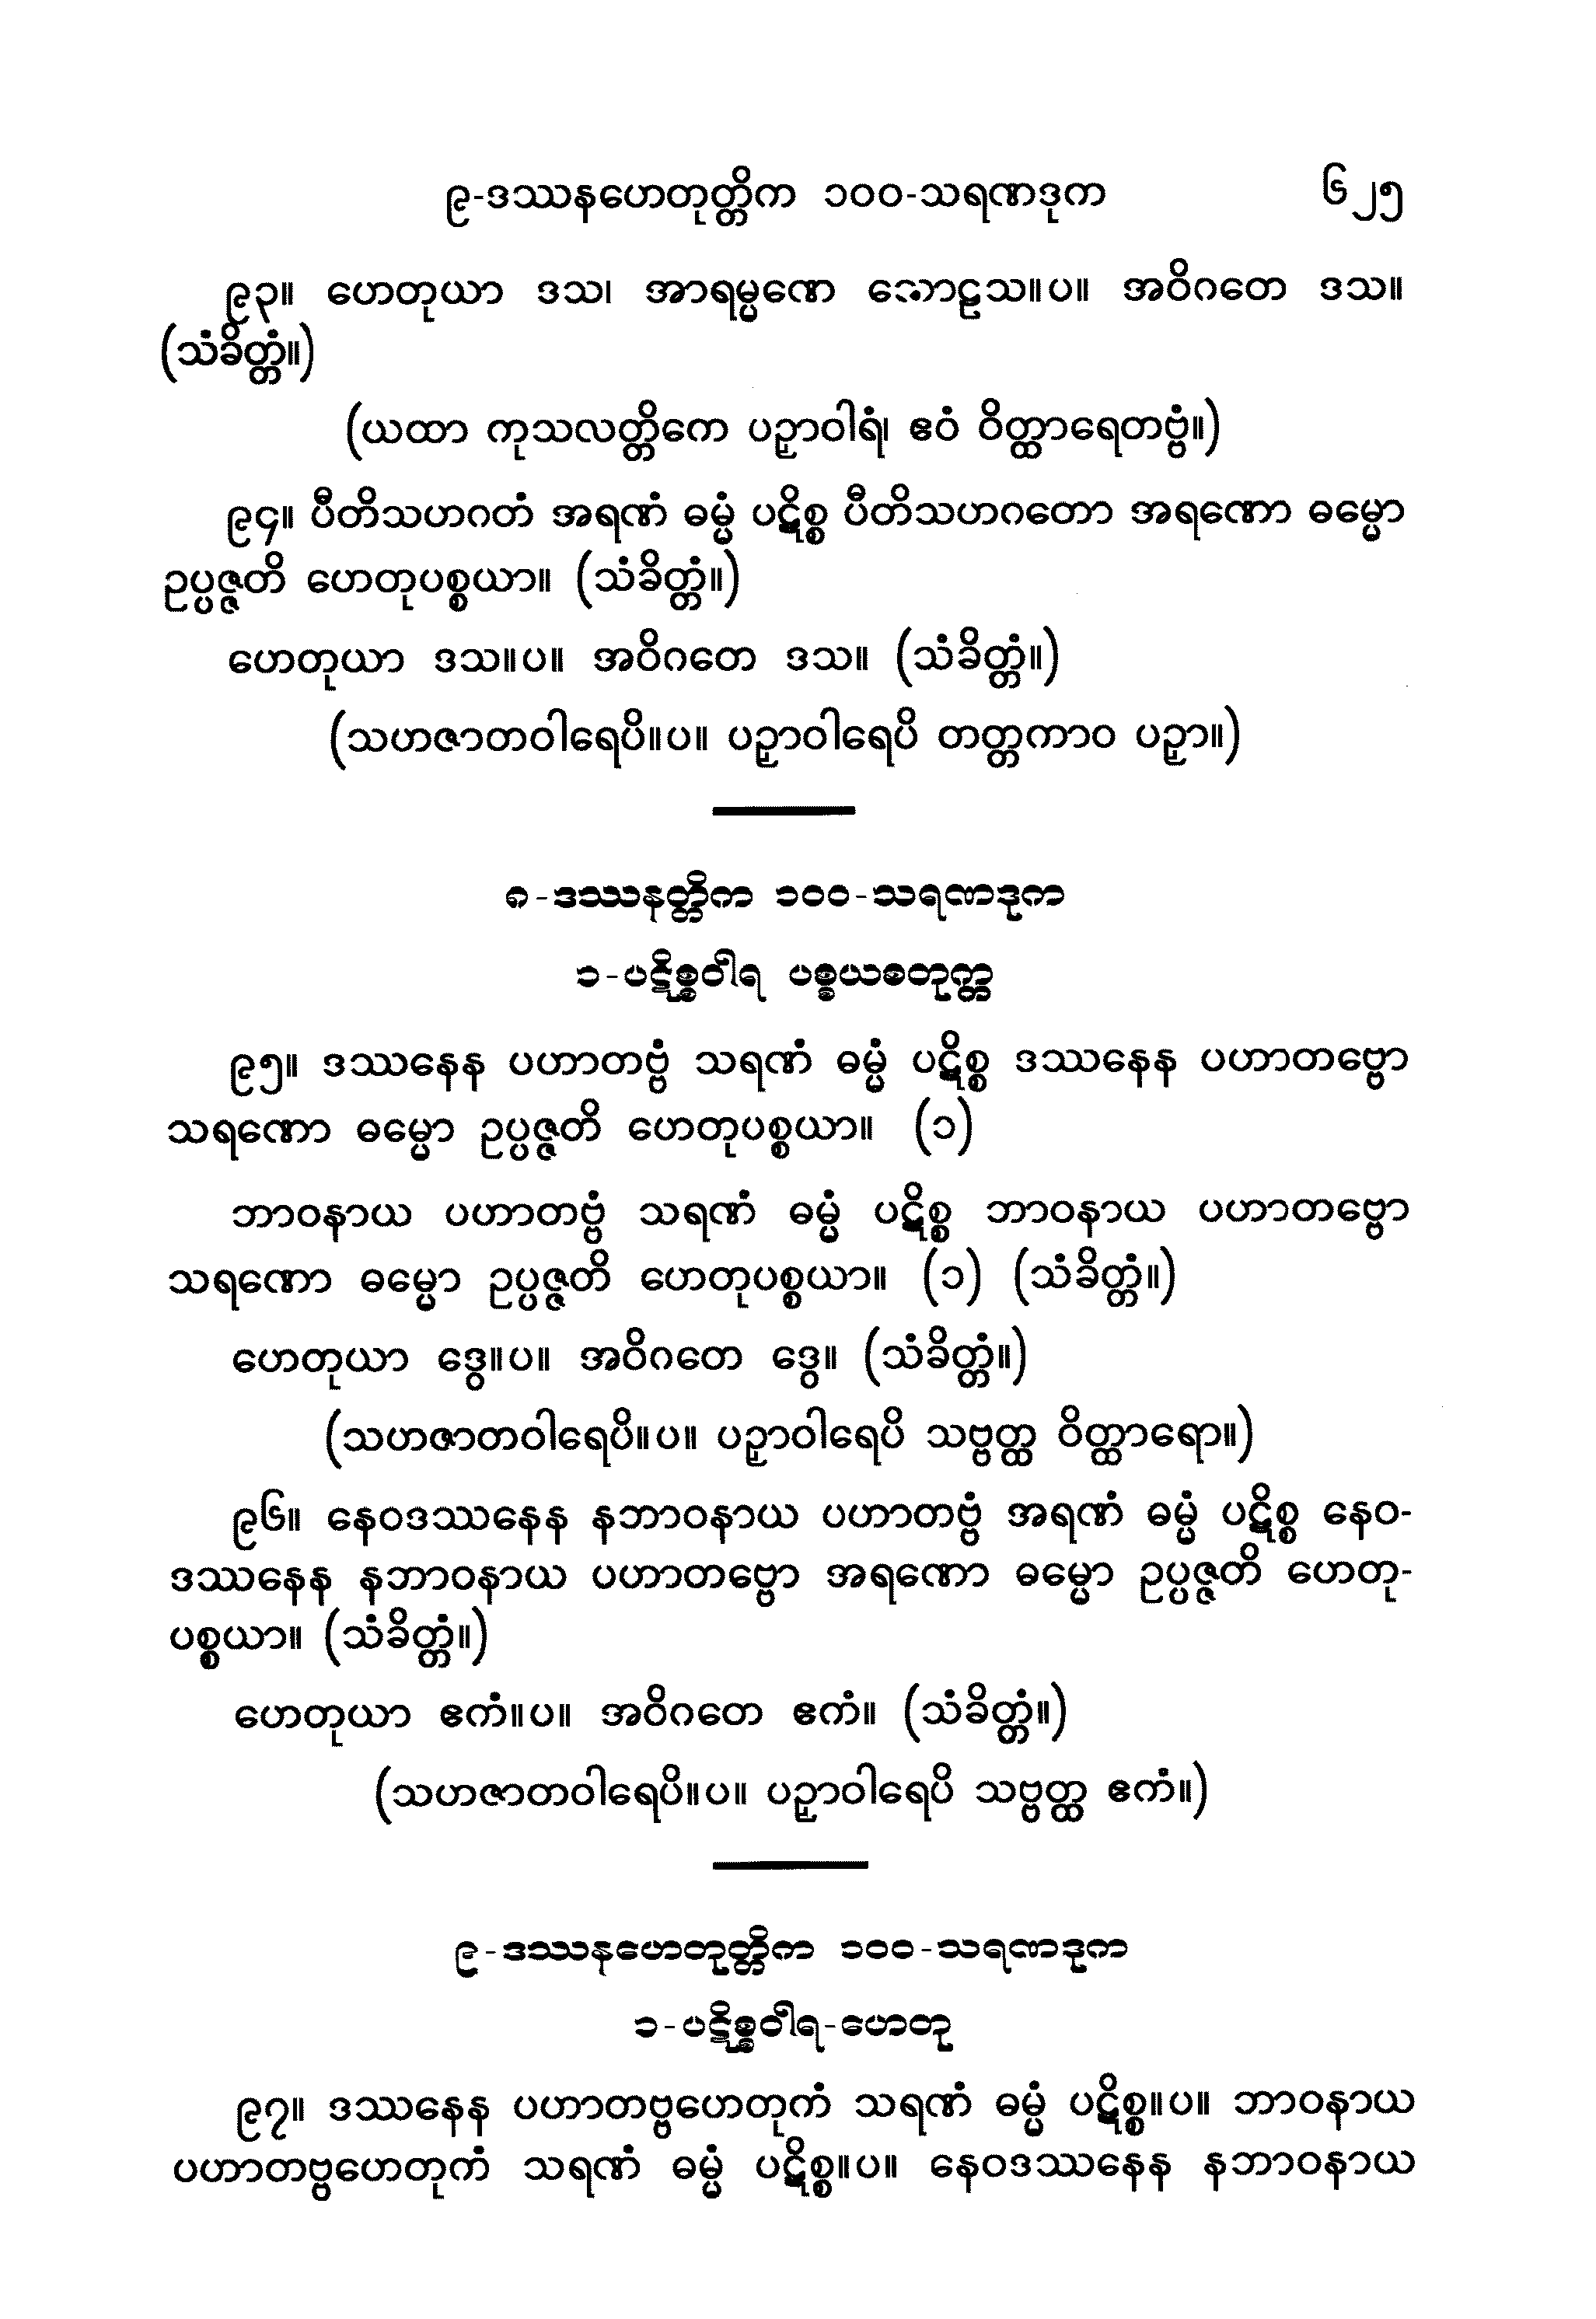 ၉-ဒဿနဟေတုတ္တိက ၁၀၀-သရဏဒုက ၆၂၅
၉၃။ ဟေတုယာ ဒသ၊ အာရမ္မဏေ သောဠသ။ပ။ အဝိဂတေ ဒသ။
(သံခိတ္တံ။)
(ယထာ ကုသလတ္တိကေ ပဉှာဝါရံ၊ ဧဝံ ဝိတ္ထာရေတဗ္ဗံ။)
၉၄။ ပီတိသဟဂတံ အရဏံ ဓမ္မံ ပဋိစ္စ ပီတိသဟဂတော အရဏော ဓမ္မော
ဥပ္ပဇ္ဇတိ ဟေတုပစ္စယာ။ (သံခိတ္တံ။)
ဟေတုယာ ဒသ။ပ။ အဝိဂတေ ဒသ။ (သံခိတ္တံ။)
(သဟဇာတဝါရေပိ။ပ။ ပဉှာဝါရေပိ တတ္တကာဝ ပဉှာ။)
၈-ဒဿနတ္တိက ၁၀၀-သရဏဒုက
၁-ပဋိစ္စဝါရ ပစ္စယစတုက္က
၉၅။ ဒဿနေန ပဟာတဗ္ဗံ သရဏံ ဓမ္မံ ပဋိစ္စ ဒဿနေန ပဟာတဗ္ဗော
သရဏော ဓမ္မော ဥပ္ပဇ္ဇတိ ဟေတုပစ္စယာ။ (၁)
ဘာဝနာယ ပဟာတဗ္ဗံ သရဏံ ဓမ္မံ ပဋိစ္စ ဘာဝနာယ ပဟာတဗ္ဗော
သရဏော ဓမ္မော ဥပ္ပဇ္ဇတိ ဟေတုပစ္စယာ။ (၁) (သံခိတ္တံ။)
ဟေတုယာ ဒွေ။ပ။ အဝိဂတေ ဒွေ။ (သံခိတ္တံ။)
(သဟဇာတဝါရေပိ။ပ။ ပဉှာဝါရေပိ သဗ္ဗတ္ထ ဝိတ္ထာရော။)
၉၆။ နေဝဒဿနေန နဘာဝနာယ ပဟာတဗ္ဗံ အရဏံ ဓမ္မံ ပဋိစ္စ နေဝ-
ဒဿနေန နဘာဝနာယ ပဟာတဗ္ဗော အရဏော ဓမ္မော ဥပ္ပဇ္ဇတိ ဟေတု-
ပစ္စယာ။ (သံခိတ္တံ။)
ဟေတုယာ ဧကံ။ပ။ အဝိဂတေ ဧကံ။ (သံခိတ္တံ။)
(သဟဇာတဝါရေပိ။ပ။ ပဉှာဝါရေပိ သဗ္ဗတ္ထ ဧကံ။)
၉-ဒဿနဟေတုတ္တိက ၁၀၀-သရဏဒုက
၁-ပဋိစ္စဝါရ-ဟေတု
၉၇။ ဒဿနေန ပဟာတဗ္ဗဟေတုကံ သရဏံ ဓမ္မံ ပဋိစ္စ။ပ။ ဘာဝနာယ
ပဟာတဗ္ဗဟေတုကံ သရဏံ ဓမ္မံ ပဋိစ္စ။ပ။ နေဝဒဿနေန နဘာဝနာယ